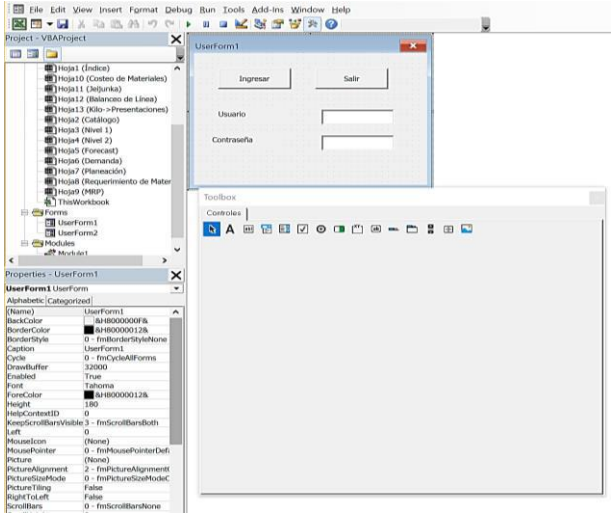 File Edit View Insert Format Debug Run Tools Add-Ins Window Help
Project - VBAProject
Hoja1 (Índice)
Hoja10 (Costeo de Materiales)
Hoja11 (Jeijunka)
Hoja12 (Balanceo de Línea)
Hoja13 (Kilo->Presentaciones)
Hoja2 (Catálogo)
Hoja3 (Nivel 1)
Hoja4 (Nivel 2)
Hoja5 (Forecast)
Hoja6 (Demanda)
Hoja7 (Planeación)
Hoja8 (Requerimiento de Mater
Hoja9 (MRP)
ThisWorkbook
Forms
UserForm1
UserForm2
Modules
Module1
Properties - UserForm1
UserForm1 UserForm
Alphabetic Categorized
(Name) UserForm1
BackColor &H8000000F&
BorderColor &H80000012&
BorderStyle 0 - fmBorderStyleNone
Caption UserForm1
Cycle 0 - fmCycleAllForms
DrawBuffer 32000
Enabled True
Font Tahoma
ForeColor &H80000012&
Height 180
HelpContextID 0
KeepScrollBarsVisible 3 - fmScrollBarsBoth
Left 0
MouseIcon (None)
MousePointer 0 - fmMousePointerDef
Picture (None)
PictureAlignment 2 - fmPictureAlignment
PictureSizeMode 0 - fmPictureSizeModeC
PictureTiling False
RightToLeft False
ScrollBars 0 - fmScrollBarsNone
UserForm1
Ingresar Salir
Usuario
Contraseña
Toolbox
Controles